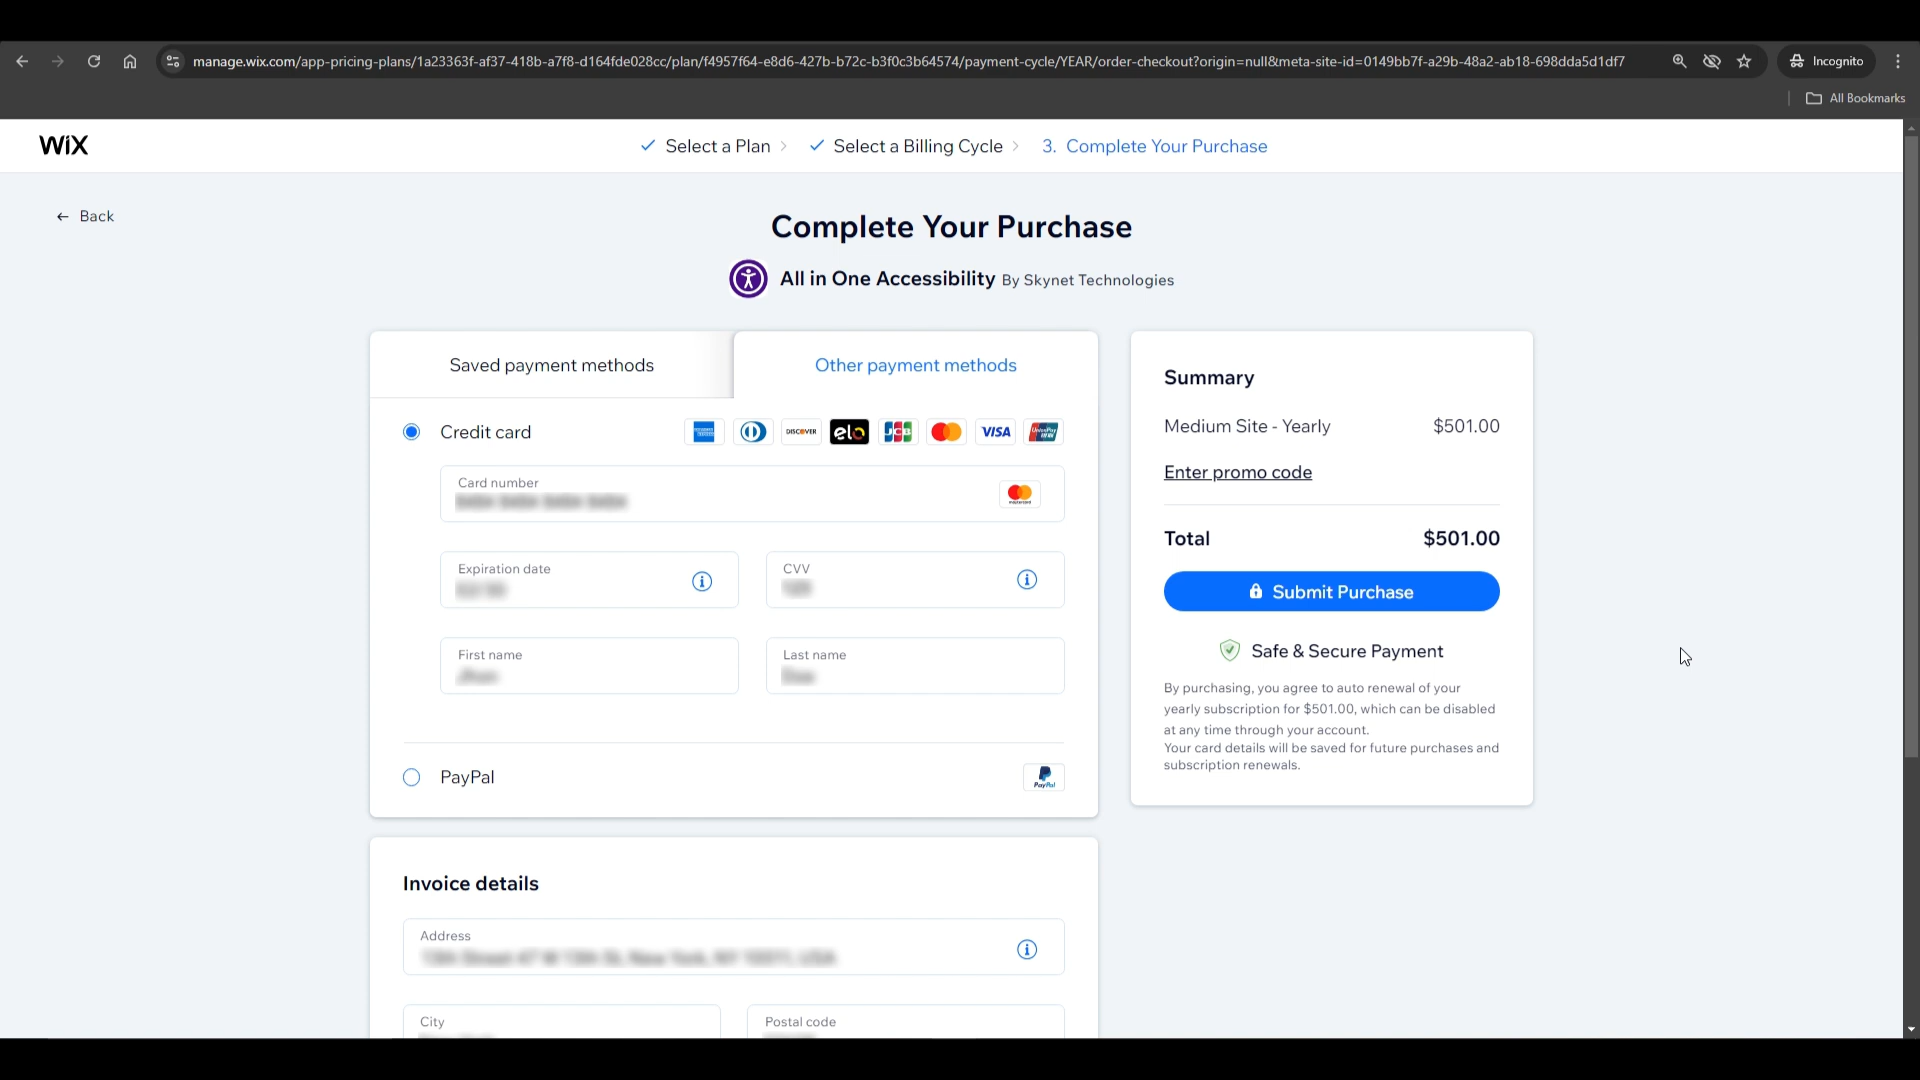 manage.wix.com/app-pricing-plans/1a23363f-af37-418b-a7f8-d164fde028cc/plan/f4957f64-e8d6-427b-b72c-b3f0c3b64574/payment-cycle/YEAR/order-checkout?origin=null&meta-site-id=0149bb7f-a29b-48a2-ab18-698dda5d1df7
Incognito
All Bookmarks
WiX
Select a Plan
Select a Billing Cycle
3. Complete Your Purchase
Back
Complete Your Purchase
All in One Accessibility By Skynet Technologies
Saved payment methods
Other payment methods
Credit card
DISCOVER
elo
JCB
VISA
UnionPay
Card number
mastercard
Expiration date
CVV
First name
Last name
PayPal
PayPal
Summary
Medium Site - Yearly $501.00
Enter promo code
Total $501.00
Submit Purchase
Safe & Secure Payment
By purchasing, you agree to auto renewal of your
yearly subscription for $501.00, which can be disabled
at any time through your account.
Your card details will be saved for future purchases and
subscription renewals.
Invoice details
Address
City
Postal code